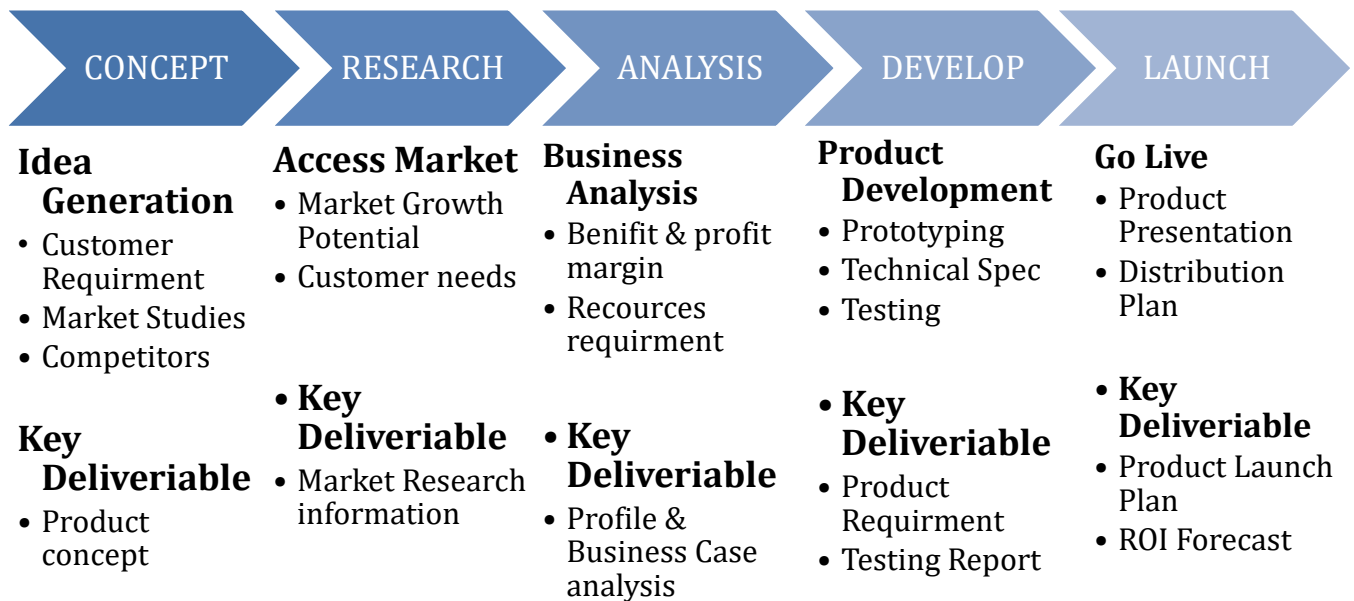 CONCEPT
RESEARCH
ANALYSIS
DEVELOP
LAUNCH
Idea
Generation
• Customer
Requirment
• Market Studies
• Competitors
Key
Deliveriable
• Product
concept
Access Market
• Market Growth
Potential
• Customer needs
• Key
Deliveriable
• Market Research
information
Business
Analysis
• Benifit & profit
margin
• Recources
requirment
• Key
Deliveriable
• Profile &
Business Case
analysis
Product
Development
• Prototyping
• Technical Spec
• Testing
• Key
Deliveriable
• Product
Requirment
• Testing Report
Go Live
• Product
Presentation
• Distribution
Plan
• Key
Deliveriable
• Product Launch
Plan
• ROI Forecast